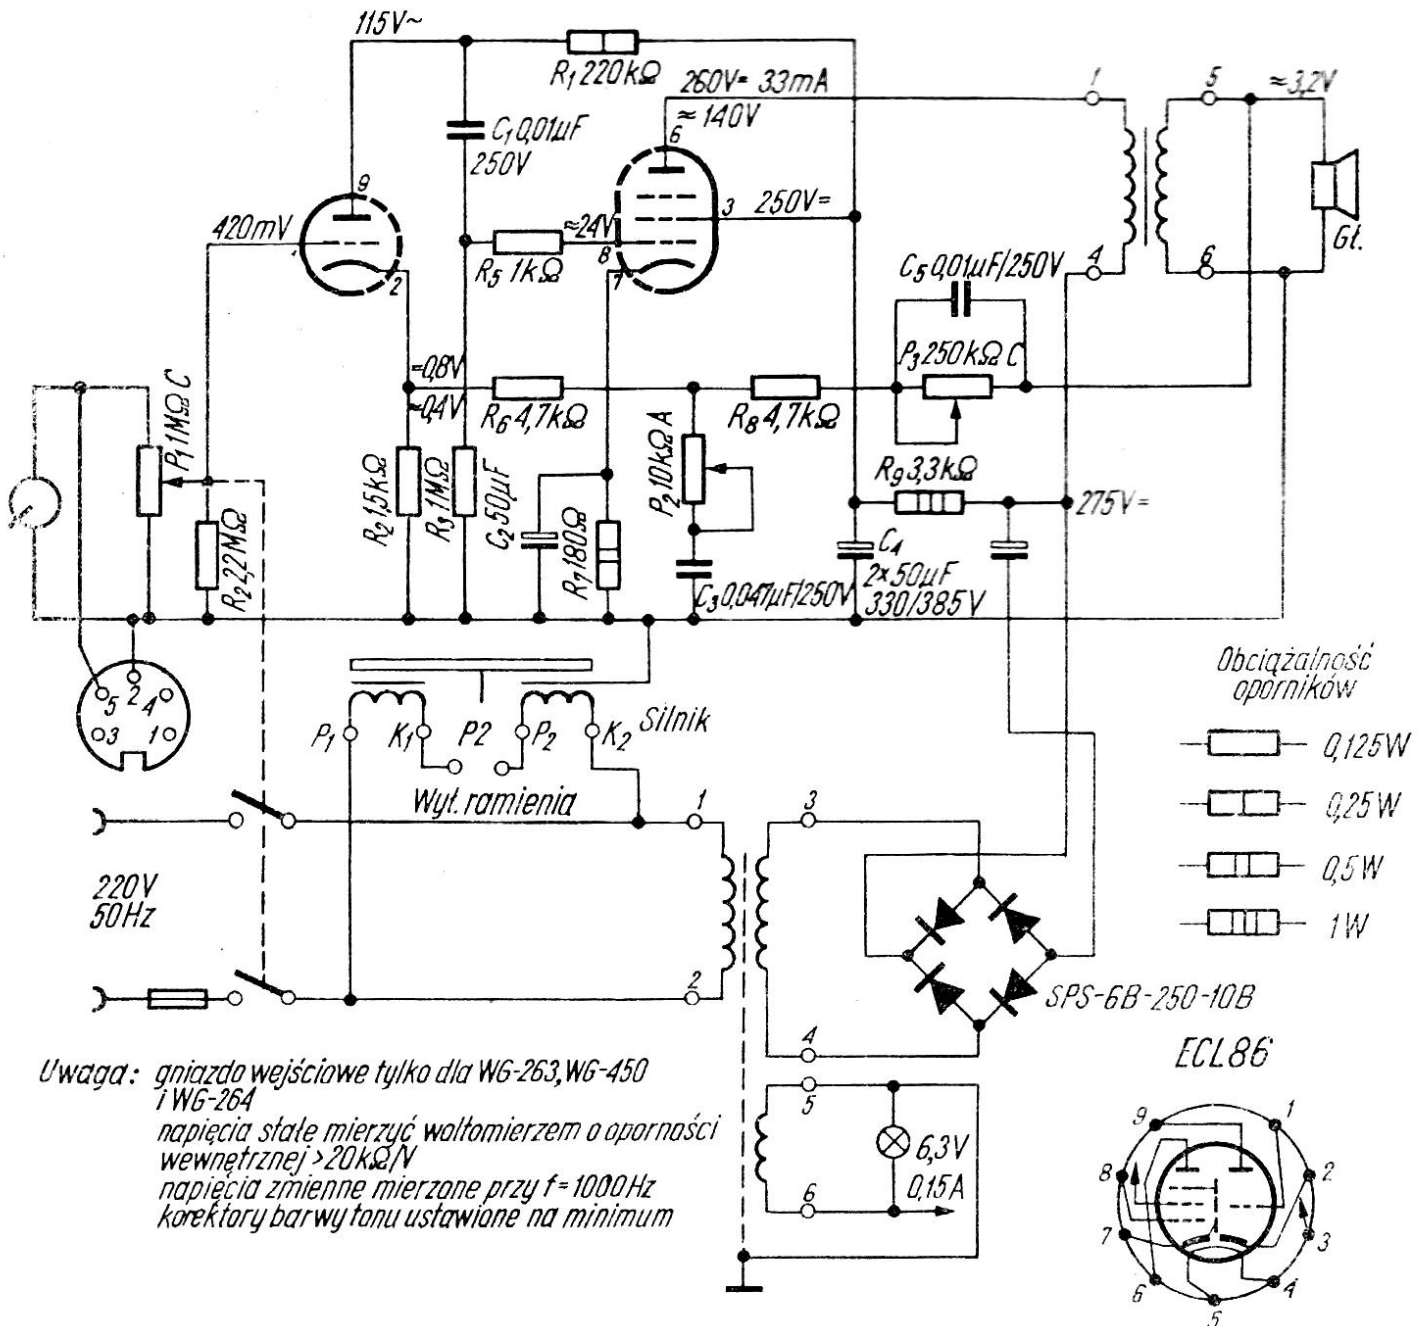 115V~
R₁ 220kΩ
260V= 33mA
≈140V
1
5
≈3,2V
C₁ 0,01µF
250V
6
9
3
250V=
420mV
≈2,4V
8
7
2
R₅ 1kΩ
C₅ 0,01µF/250V
4
6
Gł.
=0,8V
≈0,4V
P₃ 250kΩ C
R₆ 4,7kΩ
R₈ 4,7kΩ
P₁ 1MΩ C
R₂ 2,2MΩ
R₂ 1,5kΩ
R₃ 1MΩ
C₂ 50µF
R₇ 180Ω
P₂ 10kΩ A
R₉ 3,3kΩ
275V=
C₃ 0,047µF/250V
C₄
2×50µF
330/385V
5
2
4
3
1
P₁
K₁
P2
P₂
K₂
Silnik
Wył. ramienia
Obciążalność
oporników
0,125W
0,25W
0,5W
1W
220V
50Hz
1
2
3
4
SPS-6B-250-10B
5
6
6,3V
0,15A
Uwaga: gniazdo wejściowe tylko dla WG-263, WG-450
i WG-264
napięcia stałe mierzyć woltomierzem o oporności
wewnętrznej >20kΩ/V
napięcia zmienne mierzone przy f=1000Hz
korektory barwy tonu ustawione na minimum
ECL86
9
1
8
2
7
3
6
4
5